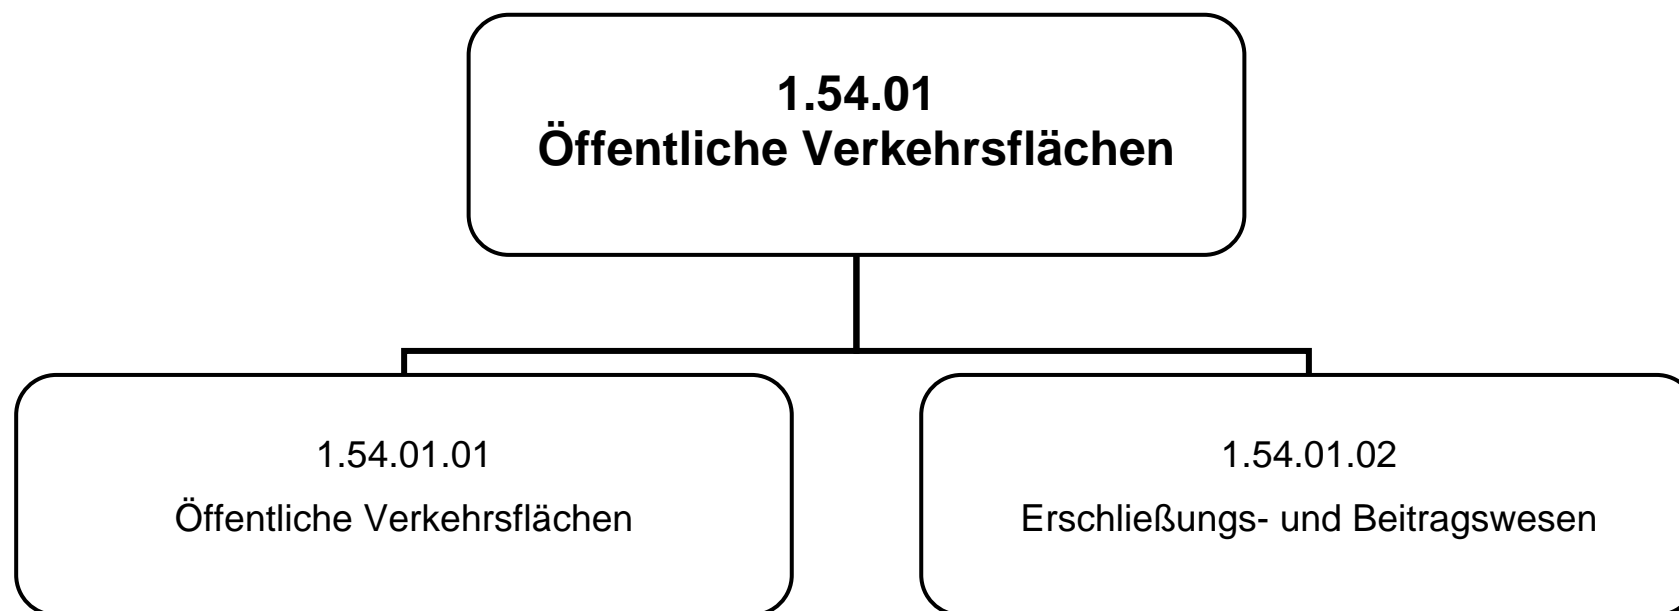 1.54.01
Öffentliche Verkehrsflächen
1.54.01.01
Öffentliche Verkehrsflächen
1.54.01.02
Erschließungs- und Beitragswesen